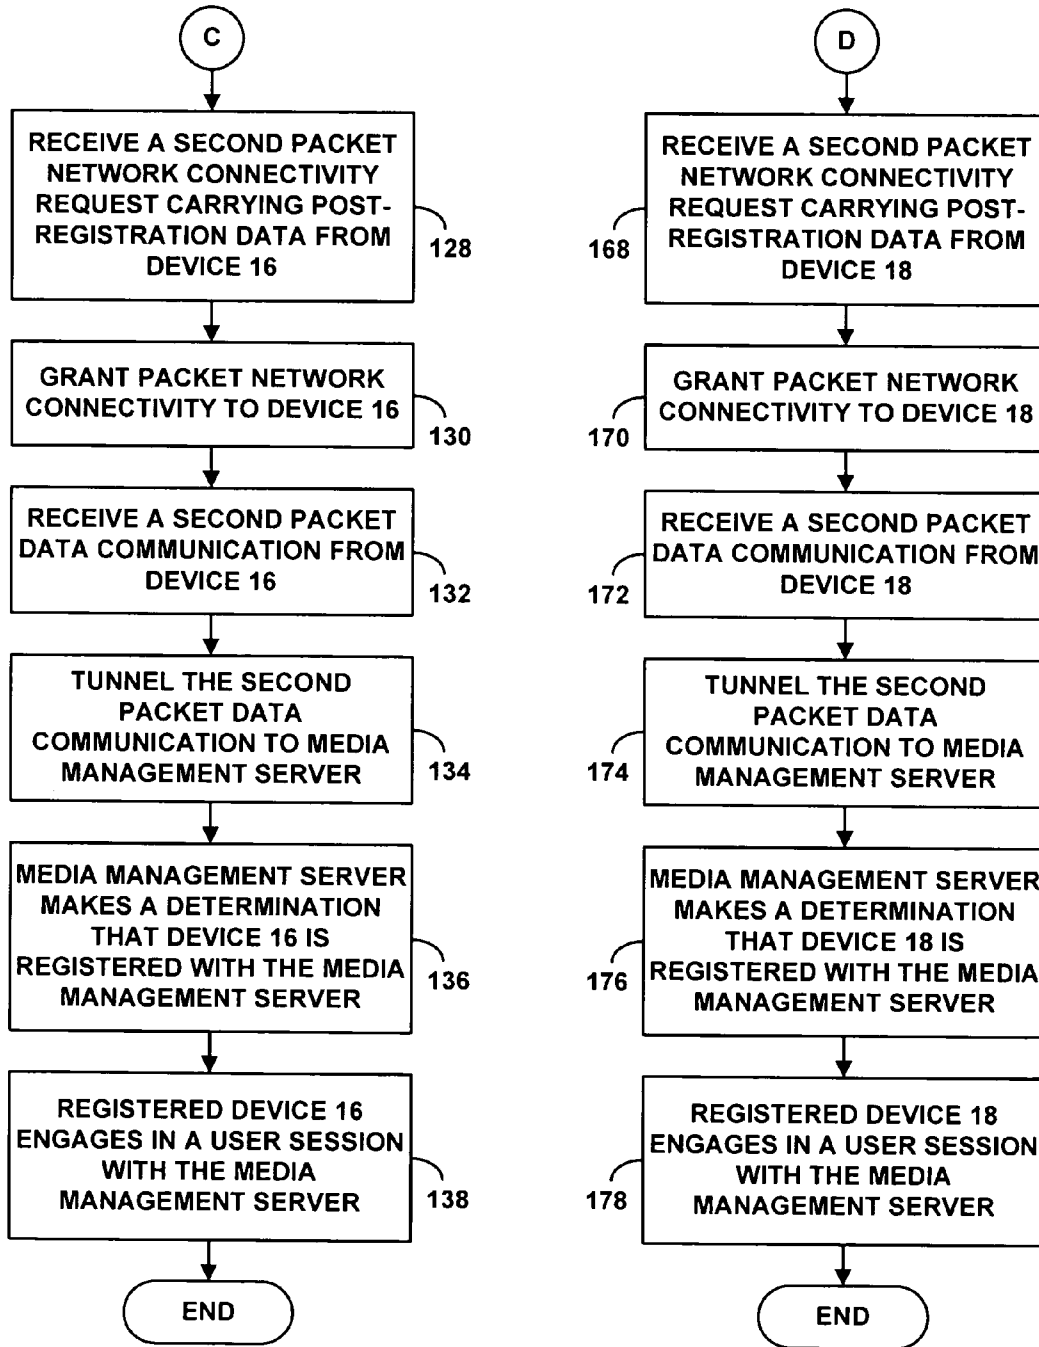 C
RECEIVE A SECOND PACKET
NETWORK CONNECTIVITY
REQUEST CARRYING POST-
REGISTRATION DATA FROM
DEVICE 16
128
GRANT PACKET NETWORK
CONNECTIVITY TO DEVICE 16
130
RECEIVE A SECOND PACKET
DATA COMMUNICATION FROM
DEVICE 16
132
TUNNEL THE SECOND
PACKET DATA
COMMUNICATION TO MEDIA
MANAGEMENT SERVER
134
MEDIA MANAGEMENT SERVER
MAKES A DETERMINATION
THAT DEVICE 16 IS
REGISTERED WITH THE MEDIA
MANAGEMENT SERVER
136
REGISTERED DEVICE 16
ENGAGES IN A USER SESSION
WITH THE MEDIA
MANAGEMENT SERVER
138
END
D
RECEIVE A SECOND PACKET
NETWORK CONNECTIVITY
REQUEST CARRYING POST-
REGISTRATION DATA FROM
DEVICE 18
168
GRANT PACKET NETWORK
CONNECTIVITY TO DEVICE 18
170
RECEIVE A SECOND PACKET
DATA COMMUNICATION FROM
DEVICE 18
172
TUNNEL THE SECOND
PACKET DATA
COMMUNICATION TO MEDIA
MANAGEMENT SERVER
174
MEDIA MANAGEMENT SERVER
MAKES A DETERMINATION
THAT DEVICE 18 IS
REGISTERED WITH THE MEDIA
MANAGEMENT SERVER
176
REGISTERED DEVICE 18
ENGAGES IN A USER SESSION
WITH THE MEDIA
MANAGEMENT SERVER
178
END